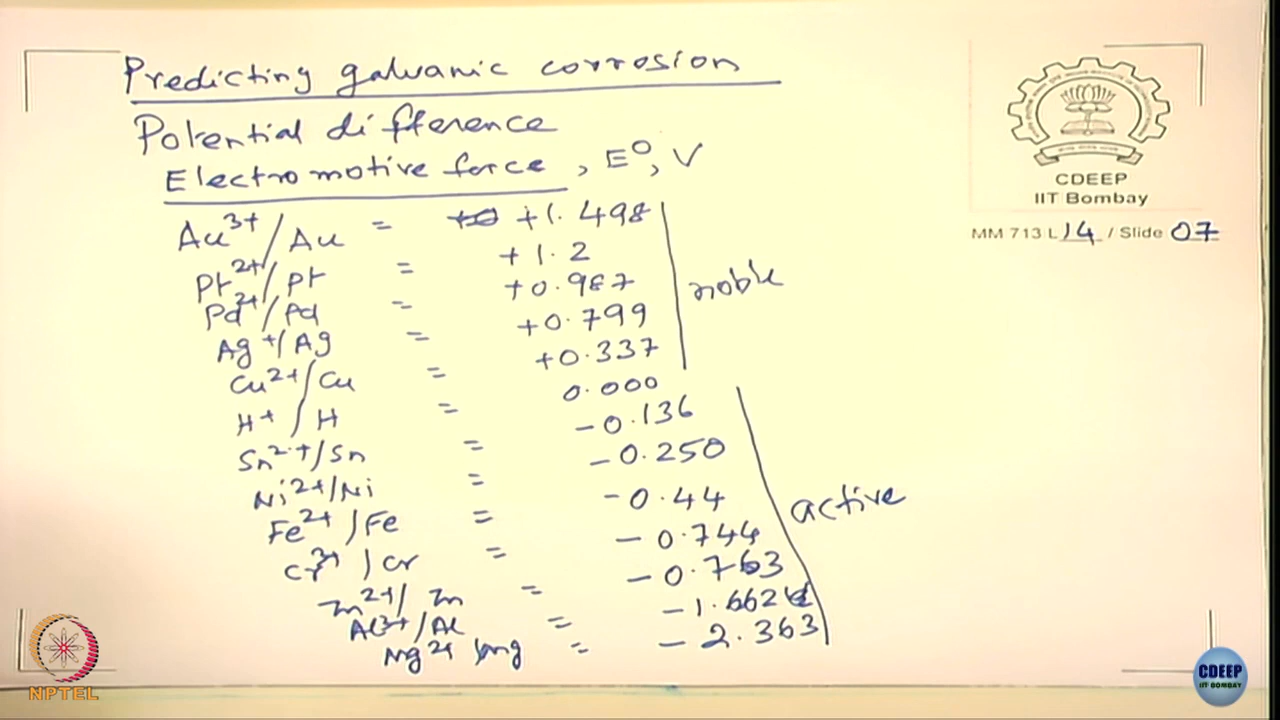 Predicting galvanic corrosion
Potential difference
Electromotive force, E⁰, V
Au³⁺/Au = +1.498
Pt²⁺/Pt = +1.2
Pd²⁺/Pd = +0.987
Ag⁺/Ag = +0.799
Cu²⁺/Cu = +0.337
noble
H⁺/H = 0.000
Sn²⁺/Sn = -0.136
Ni²⁺/Ni = -0.250
Fe²⁺/Fe = -0.44
Cr³⁺/Cr = -0.744
Zn²⁺/Zn = -0.763
Al³⁺/Al = -1.662
Mg²⁺/Mg = -2.363
active
CDEEP
IIT Bombay
MM 713 L14 / Slide 07
NPTEL
CDEEP
IIT BOMBAY